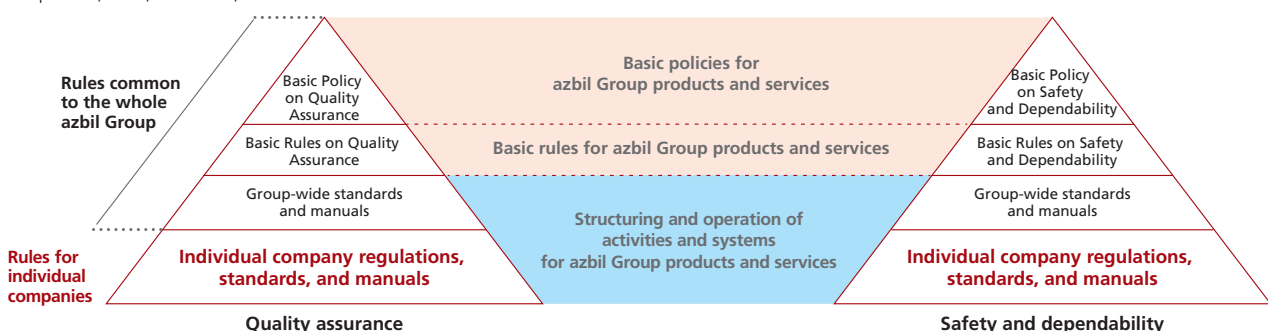 Rules common
to the whole
azbil Group
Basic Policy
on Quality
Assurance
Basic policies for
azbil Group products and services
Basic Policy
on Safety
and Dependability
Basic Rules on Quality
Assurance
Basic rules for azbil Group products and services
Basic Rules on Safety
and Dependability
Group-wide standards
and manuals
Structuring and operation of
activities and systems
for azbil Group products and services
Group-wide standards
and manuals
Rules for
individual
companies
Individual company regulations,
standards, and manuals
Individual company regulations,
standards, and manuals
Quality assurance
Safety and dependability